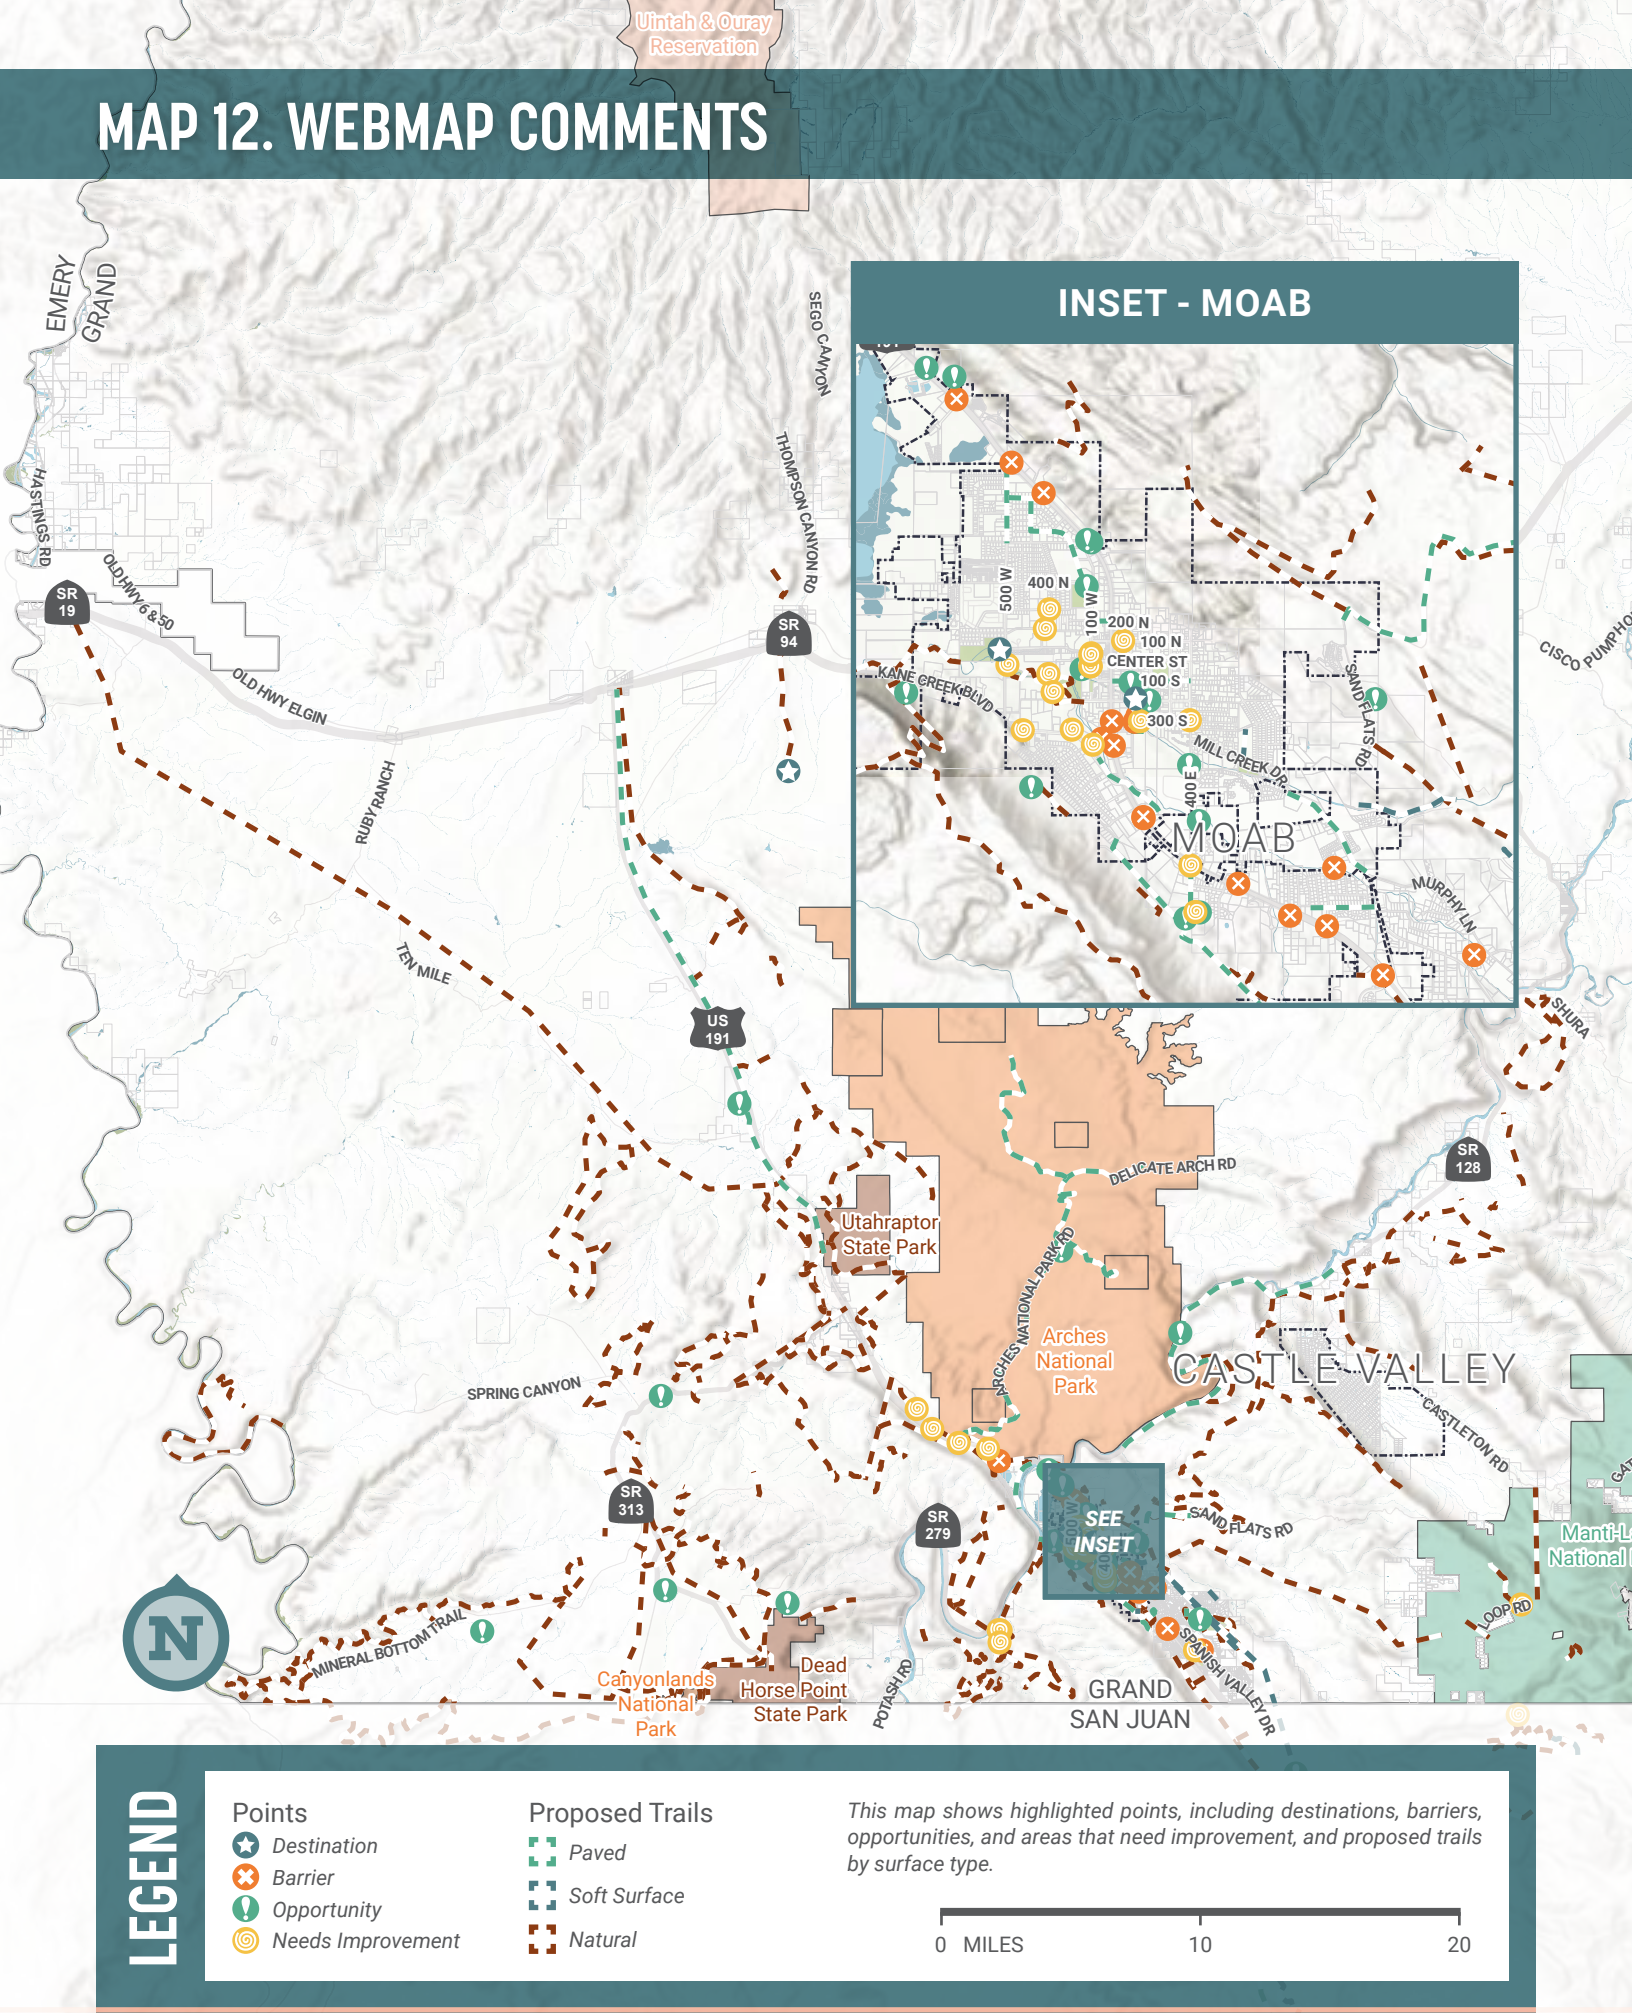 Uintah & Ouray
Reservation
MAP 12. WEBMAP COMMENTS
EMERY
GRAND
SEGO CANYON
THOMPSON CANYON RD
HASTINGS RD
SR
19
OLD HWY 6 & 50
OLD HWY ELGIN
SR
94
RUBY RANCH
TEN MILE
US
191
INSET - MOAB
500 W
400 N
100 W
200 N
100 N
CENTER ST
100 S
KANE CREEK BLVD
300 S
MILL CREEK DR
400 E
SAND FLATS RD
MOAB
MURPHY LN
SHURA
SR
128
DELICATE ARCH RD
Utahraptor
State Park
ARCHES NATIONAL PARK RD
Arches
National
Park
CASTLE VALLEY
CASTLETON RD
SPRING CANYON
SR
313
SR
279
SEE
INSET
SAND FLATS RD
LOOP RD
MINERAL BOTTOM TRAIL
N
Canyonlands
National
Park
Dead
Horse Point
State Park
POTASH RD
SPANISH VALLEY DR
GRAND
SAN JUAN
LEGEND
Points
Destination
Barrier
Opportunity
Needs Improvement
Proposed Trails
Paved
Soft Surface
Natural
This map shows highlighted points, including destinations, barriers,
opportunities, and areas that need improvement, and proposed trails
by surface type.
0 MILES 10 20